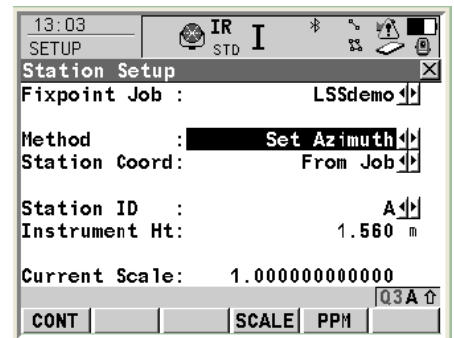 13:03
SETUP
IR
STD
I
Station Setup
Fixpoint Job : LSSdemo
Method : Set Azimuth
Station Coord: From Job
Station ID : A
Instrument Ht: 1.560 m
Current Scale: 1.000000000000
Q3 A
CONT SCALE PPM